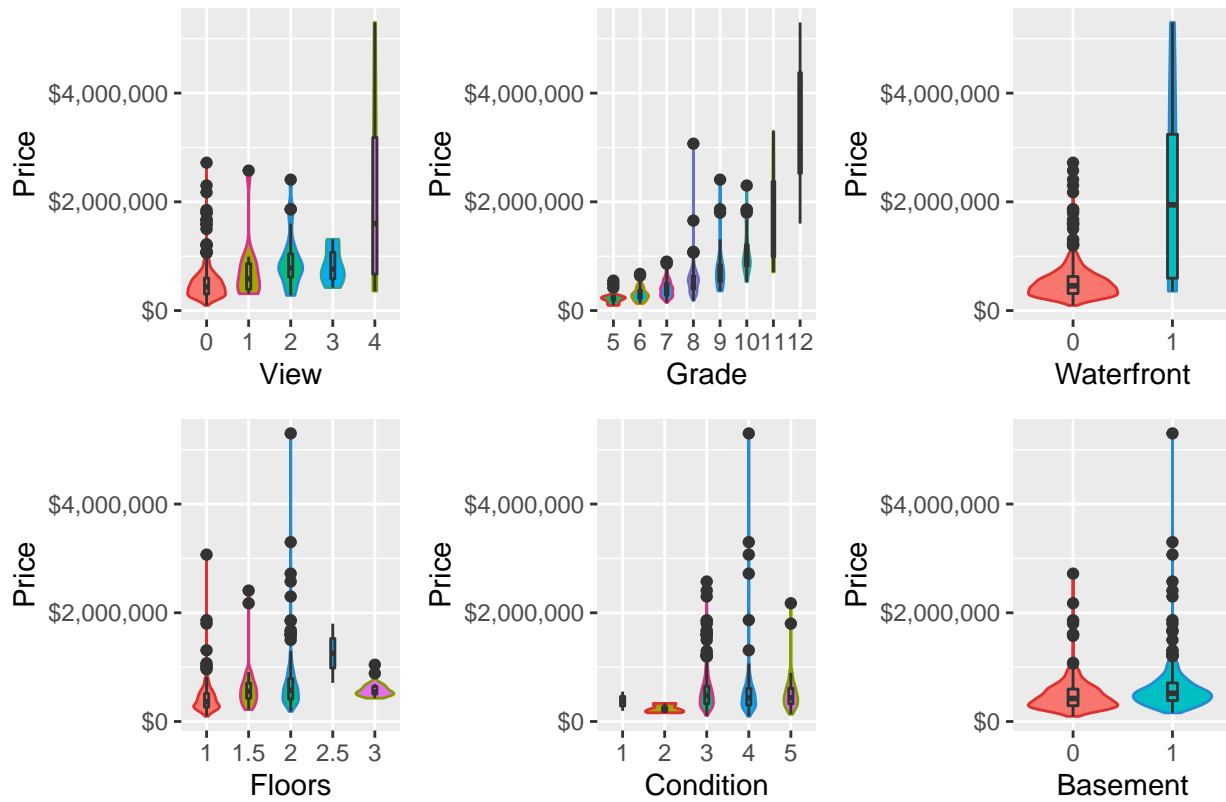 Price
$4,000,000
$2,000,000
$0
0 1 2 3 4
View
Price
$4,000,000
$2,000,000
$0
5 6 7 8 9 10 11 12
Grade
Price
$4,000,000
$2,000,000
$0
0 1
Waterfront
Price
$4,000,000
$2,000,000
$0
1 1.5 2 2.5 3
Floors
Price
$4,000,000
$2,000,000
$0
1 2 3 4 5
Condition
Price
$4,000,000
$2,000,000
$0
0 1
Basement